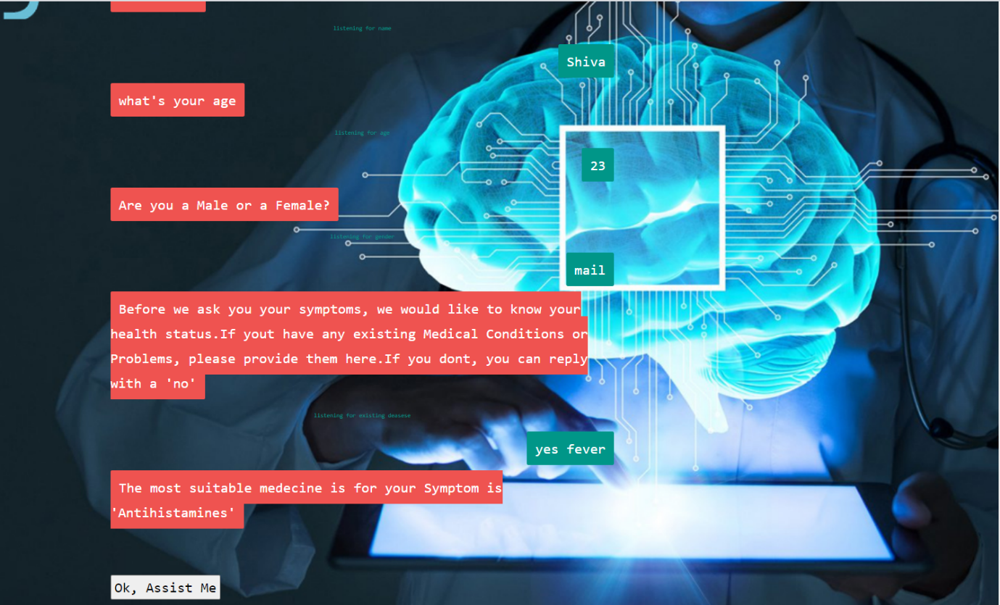 listening for name
Shiva
what's your age
listening for age
23
Are you a Male or a Female?
listening for gender
mail
Before we ask you your symptoms, we would like to know your
health status.If yout have any existing Medical Conditions or
Problems, please provide them here.If you dont, you can reply
with a 'no'
listening for existing deasese
yes fever
The most suitable medecine is for your Symptom is
'Antihistamines'
Ok, Assist Me